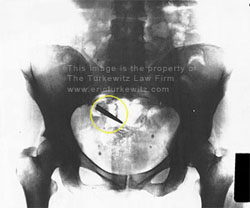 This image is the property of
The Turkewitz Law Firm
www.ericturkewitz.com